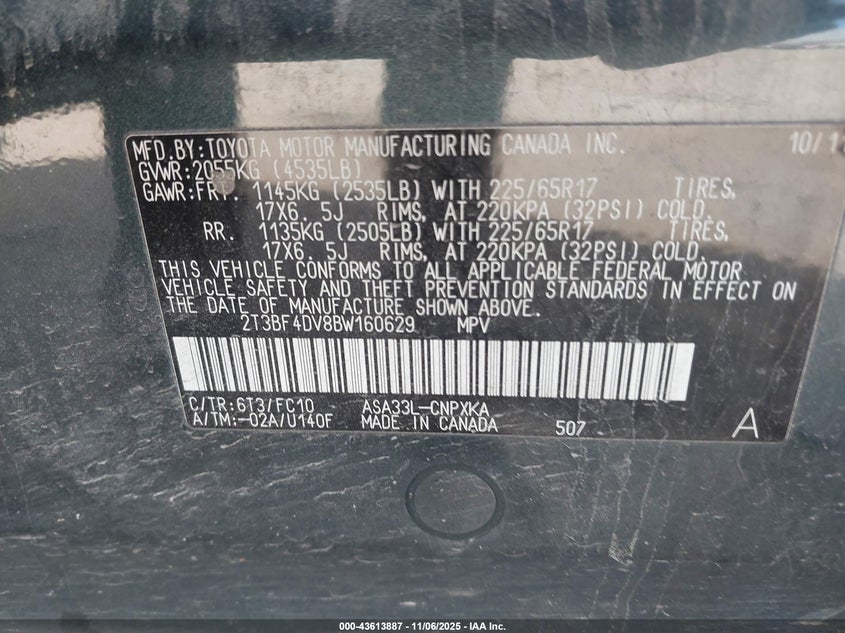 MFD.BY:TOYOTA MOTOR MANUFACTURING CANADA INC. 10/1
GVWR:2055KG (4535LB)
GAWR:FRT. 1145KG (2535LB) WITH 225/65R17 TIRES,
17X6. 5J RIMS, AT 220KPA (32PSI) COLD.
RR. 1135KG (2505LB) WITH 225/65R17 TIRES,
17X6. 5J RIMS, AT 220KPA (32PSI) COLD.
THIS VEHICLE CONFORMS TO ALL APPLICABLE FEDERAL MOTOR
VEHICLE SAFETY AND THEFT PREVENTION STANDARDS IN EFFECT ON
THE DATE OF MANUFACTURE SHOWN ABOVE.
2T3BF4DV8BW160629 MPV
C/TR:6T3/FC10 ASA33L-CNPXKA
A/TM:-02A/U140F MADE IN CANADA 507 A
000-43613887 - 11/06/2025 - IAA Inc.